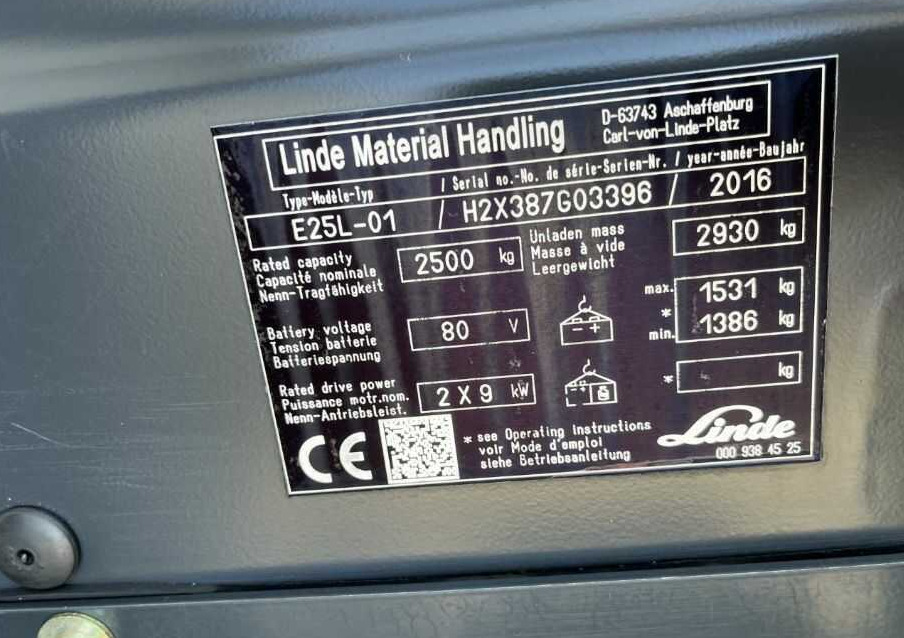 Linde Material Handling
D-63743 Aschaffenburg
Carl-von-Linde-Platz
Type-Modèle-Typ / Serial no.-No. de série-Serien-Nr. / year-année-Baujahr
E25L-01 / H2X387G03396 / 2016
Rated capacity
Capacité nominale
Nenn-Tragfähigkeit
2500 kg
Unladen mass
Masse à vide
Leergewicht
2930 kg
Battery voltage
Tension batterie
Batteriespannung
80 V
- +
max. 1531 kg
*
min. 1386 kg
Rated drive power
Puissance motr.nom.
Nenn-Antriebsleist.
2 X 9 kW
* kg
CE
* see Operating Instructions
voir Mode d'emploi
siehe Betriebsanleitung
Linde
000 938 45 25